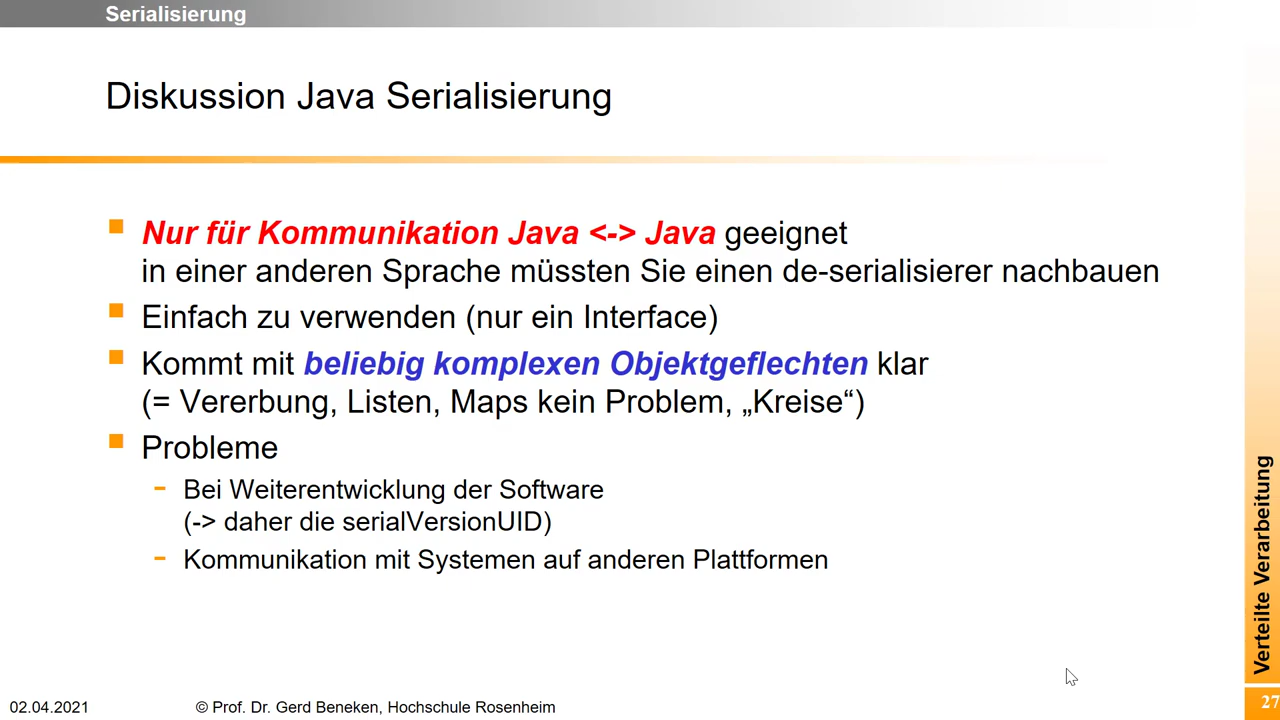 Serialisierung
Diskussion Java Serialisierung
Nur für Kommunikation Java <-> Java geeignet
in einer anderen Sprache müssten Sie einen de-serialisierer nachbauen
Einfach zu verwenden (nur ein Interface)
Kommt mit beliebig komplexen Objektgeflechten klar
(= Vererbung, Listen, Maps kein Problem, „Kreise“)
Probleme
- Bei Weiterentwicklung der Software
(-> daher die serialVersionUID)
- Kommunikation mit Systemen auf anderen Plattformen
Verteilte Verarbeitung
02.04.2021
© Prof. Dr. Gerd Beneken, Hochschule Rosenheim
27